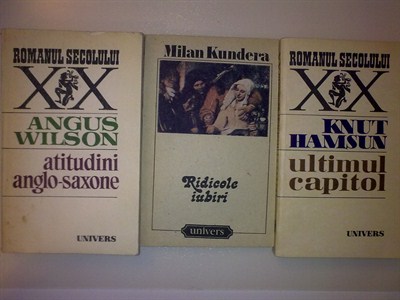 ROMANUL SECOLULUI
XX
ANGUS
WILSON
atitudini
anglo-saxone
UNIVERS
Milan Kundera
Ridicole
iubiri
univers
ROMANUL SECOLULUI
XX
KNUT
HAMSUN
ultimul
capitol
UNIVERS